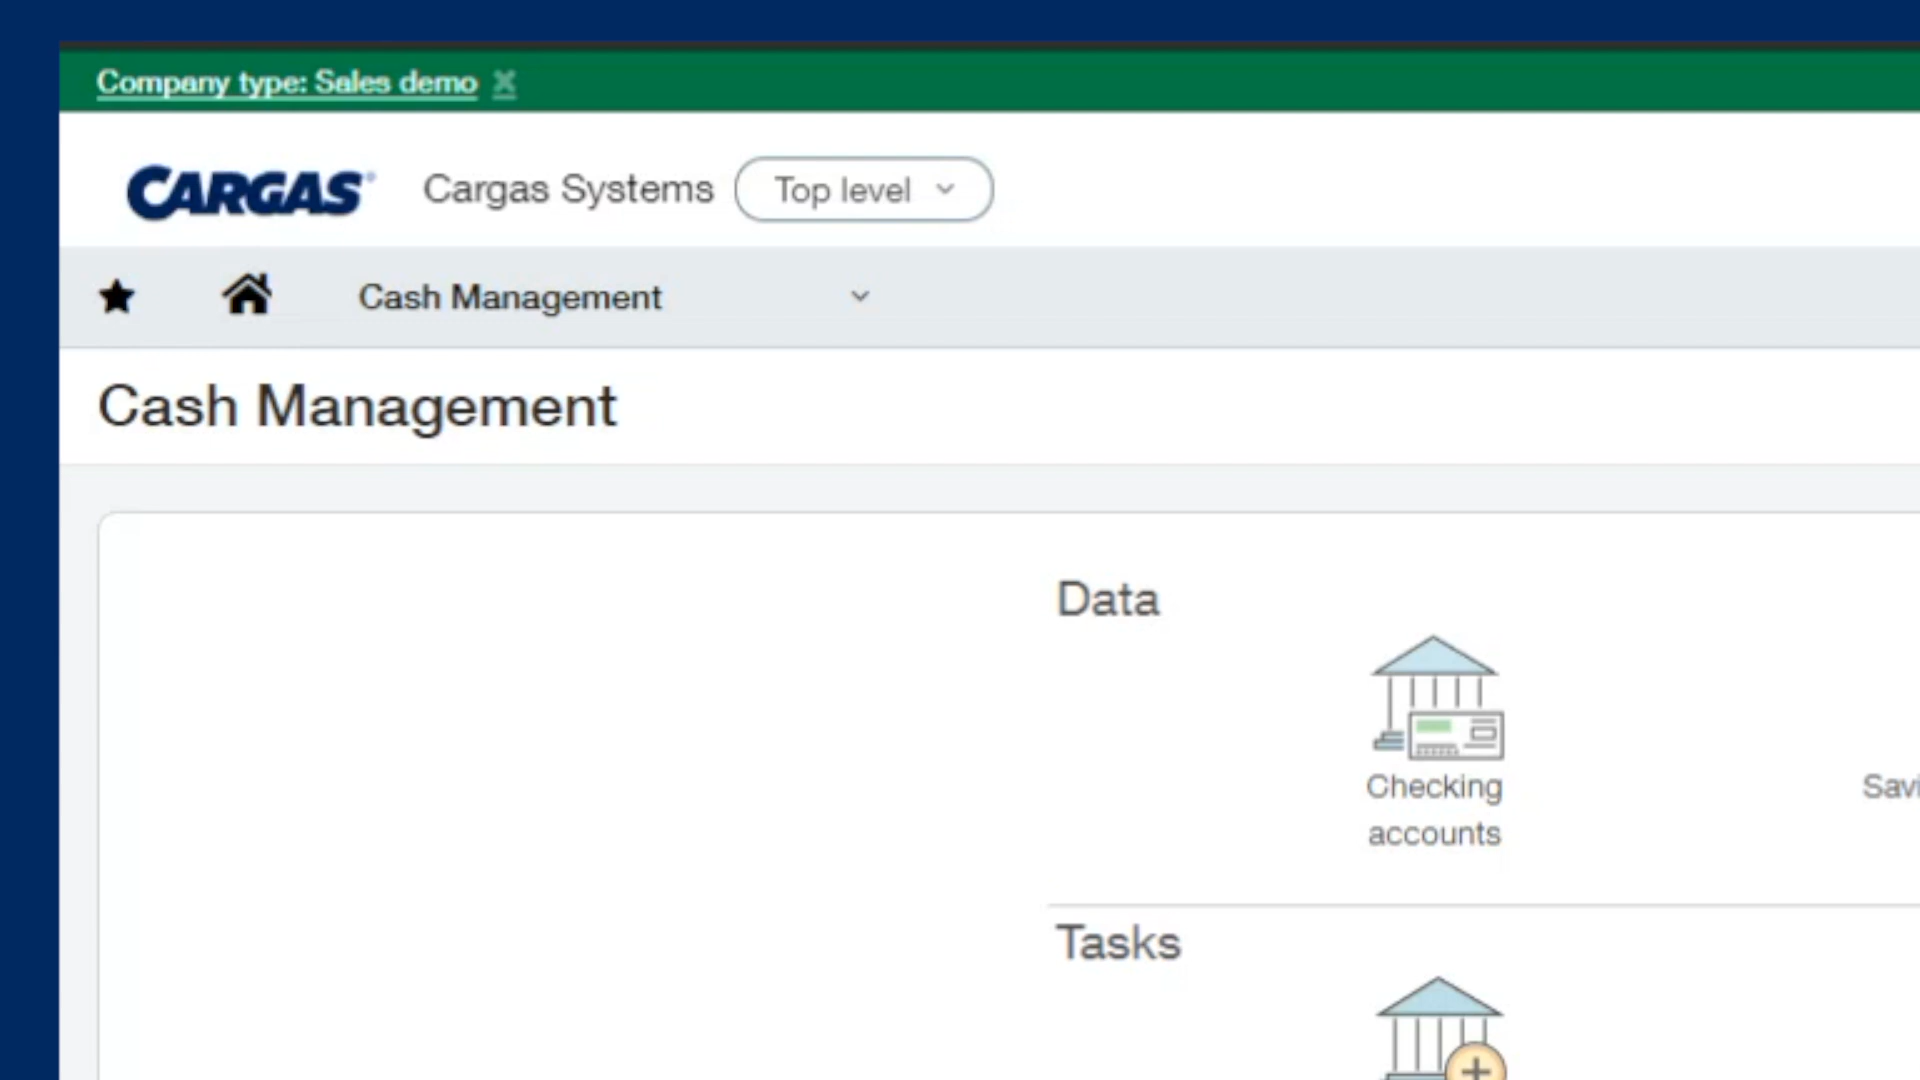 Company type: Sales demo
CARGAS
Cargas Systems
Top level
Cash Management
Cash Management
Data
Checking
accounts
Tasks